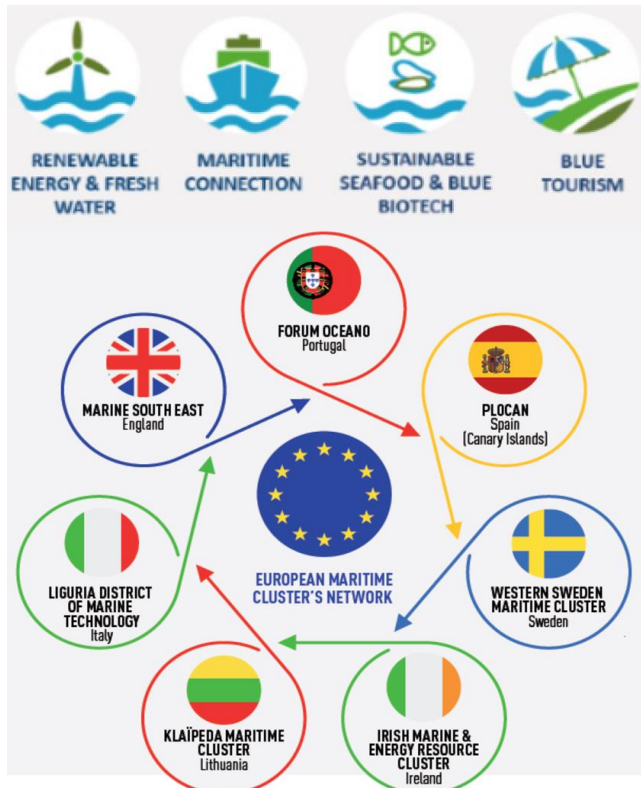 RENEWABLE
ENERGY & FRESH
WATER
MARITIME
CONNECTION
SUSTAINABLE
SEAFOOD & BLUE
BIOTECH
BLUE
TOURISM
FORUM OCEANO
Portugal
MARINE SOUTH EAST
England
PLOCAN
Spain
(Canary Islands)
EUROPEAN MARITIME
CLUSTER'S NETWORK
LIGURIA DISTRICT
OF MARINE
TECHNOLOGY
Italy
WESTERN SWEDEN
MARITIME CLUSTER
Sweden
KLAÏPEDA MARITIME
CLUSTER
Lithuania
IRISH MARINE &
ENERGY RESOURCE
CLUSTER
Ireland